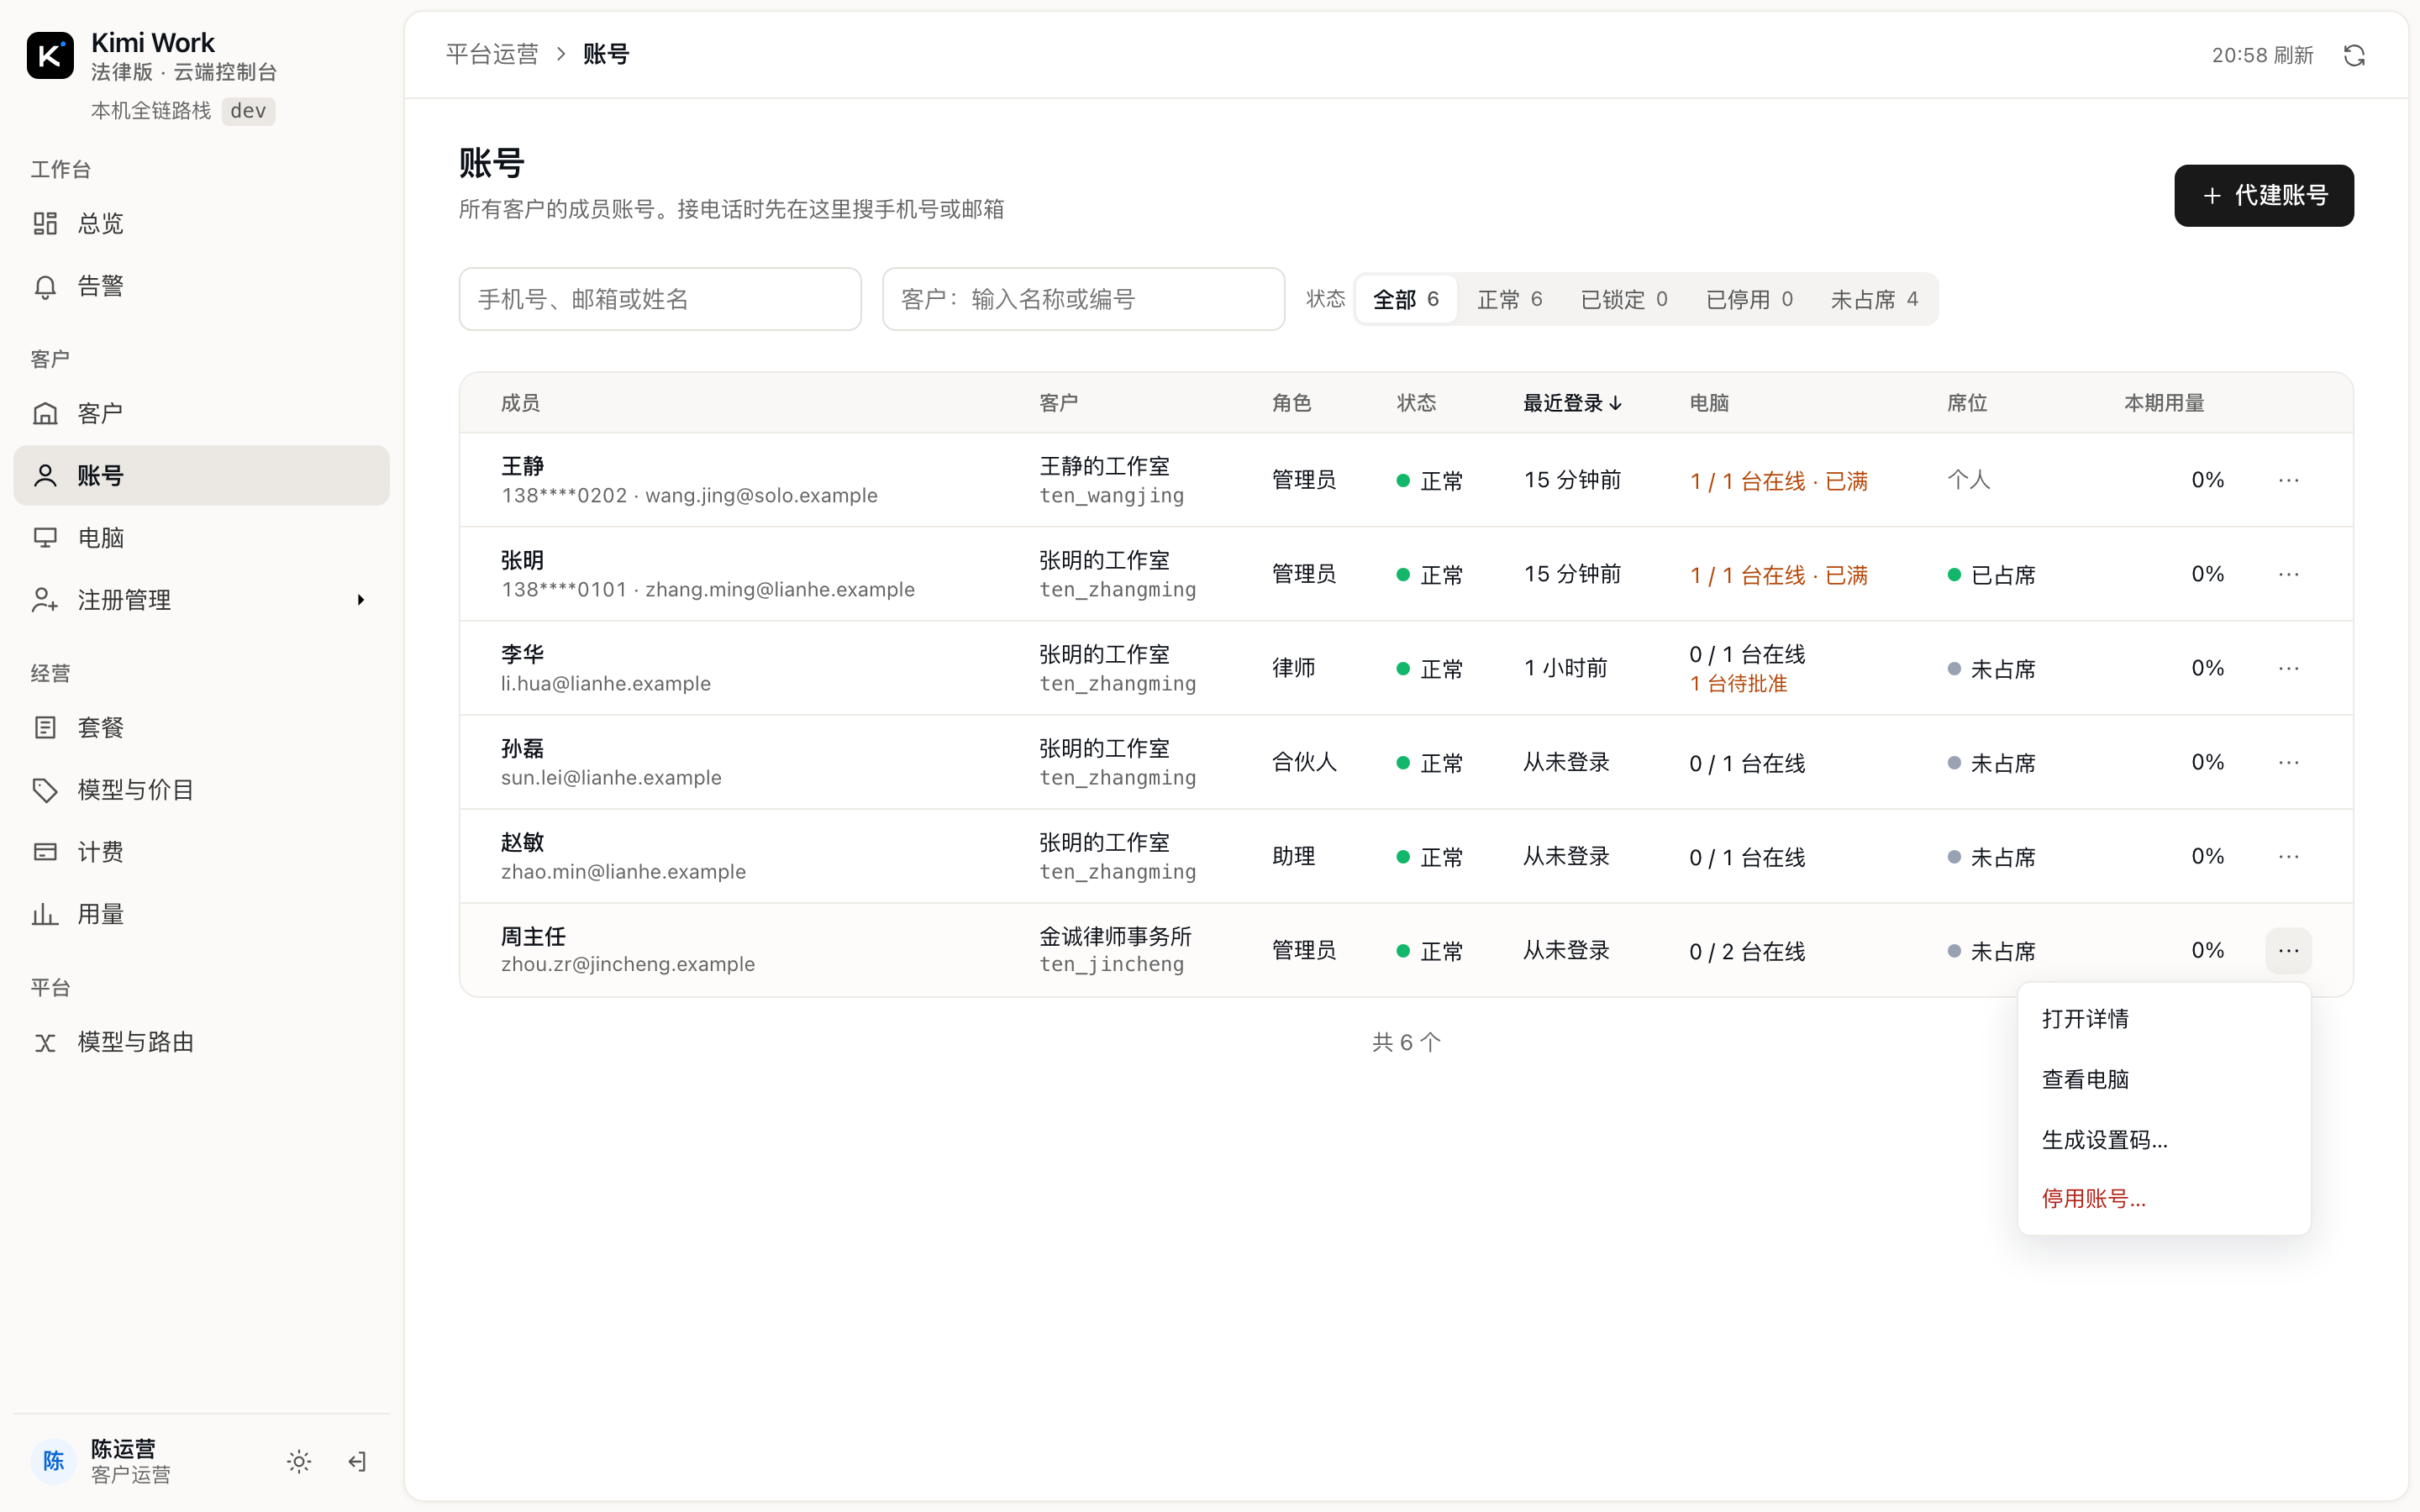 Kimi Work
法律版 · 云端控制台
本机全链路栈 dev
工作台
总览
告警
客户
客户
账号
电脑
注册管理
经营
套餐
模型与价目
计费
用量
平台
模型与路由
陈
陈运营
客户运营
平台运营 > 账号
20:58 刷新
账号
所有客户的成员账号。接电话时先在这里搜手机号或邮箱
+ 代建账号
手机号、邮箱或姓名
客户：输入名称或编号
状态 全部 6 正常 6 已锁定 0 已停用 0 未占席 4
成员 客户 角色 状态 最近登录↓ 电脑 席位 本期用量
王静 王静的工作室 管理员 正常 15 分钟前 1 / 1 台在线 · 已满 个人 0% ···
138****0202 · wang.jing@solo.example ten_wangjing
张明 张明的工作室 管理员 正常 15 分钟前 1 / 1 台在线 · 已满 已占席 0% ···
138****0101 · zhang.ming@lianhe.example ten_zhangming
李华 张明的工作室 律师 正常 1 小时前 0 / 1 台在线 未占席 0% ···
li.hua@lianhe.example ten_zhangming 1 台待批准
孙磊 张明的工作室 合伙人 正常 从未登录 0 / 1 台在线 未占席 0% ···
sun.lei@lianhe.example ten_zhangming
赵敏 张明的工作室 助理 正常 从未登录 0 / 1 台在线 未占席 0% ···
zhao.min@lianhe.example ten_zhangming
周主任 金诚律师事务所 管理员 正常 从未登录 0 / 2 台在线 未占席 0% ···
zhou.zr@jincheng.example ten_jincheng
共 6 个
打开详情
查看电脑
生成设置码...
停用账号...